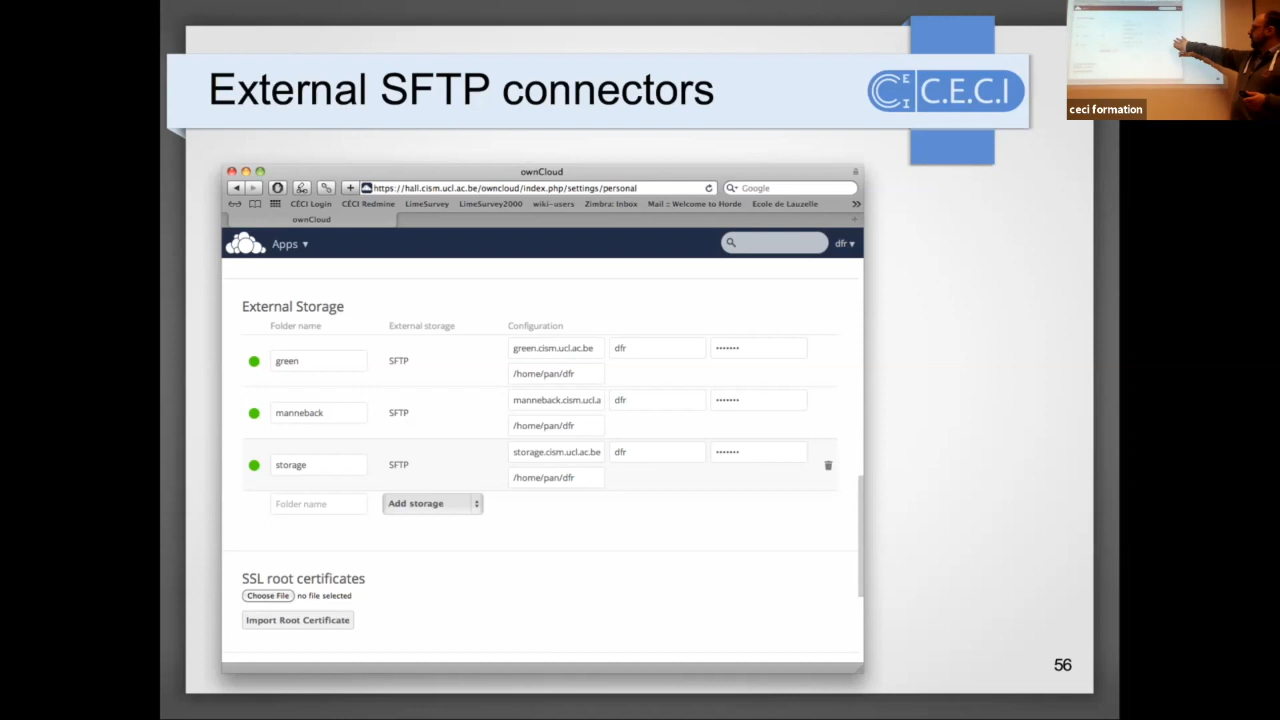 External SFTP connectors
CECI C.E.C.I
ceci formation
ownCloud
https://hall.cism.ucl.ac.be/owncloud/index.php/settings/personal
Google
CÉCI Login CÉCI Redmine LimeSurvey LimeSurvey2000 wiki-users Zimbra: Inbox Mail :: Welcome to Horde Ecole de Lauzelle
ownCloud
Apps ▾ dfr ▾
External Storage
Folder name External storage Configuration
green SFTP green.cism.ucl.ac.be dfr •••••••
/home/pan/dfr
manneback SFTP manneback.cism.ucl.a dfr •••••••
/home/pan/dfr
storage SFTP storage.cism.ucl.ac.be dfr •••••••
/home/pan/dfr
Folder name Add storage
SSL root certificates
Choose File no file selected
Import Root Certificate
56